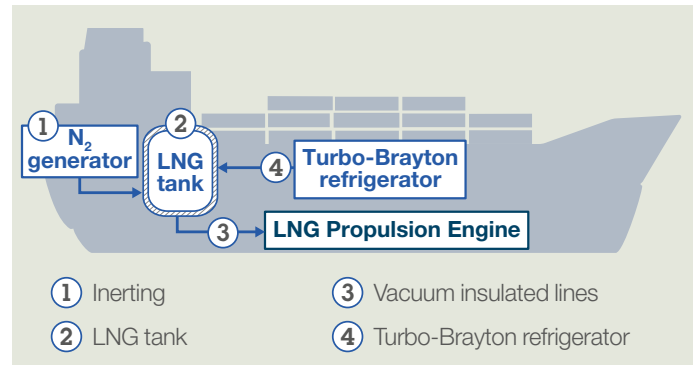 1
N₂
generator
2
LNG
tank
4
Turbo-Brayton
refrigerator
3
LNG Propulsion Engine
1 Inerting
2 LNG tank
3 Vacuum insulated lines
4 Turbo-Brayton refrigerator